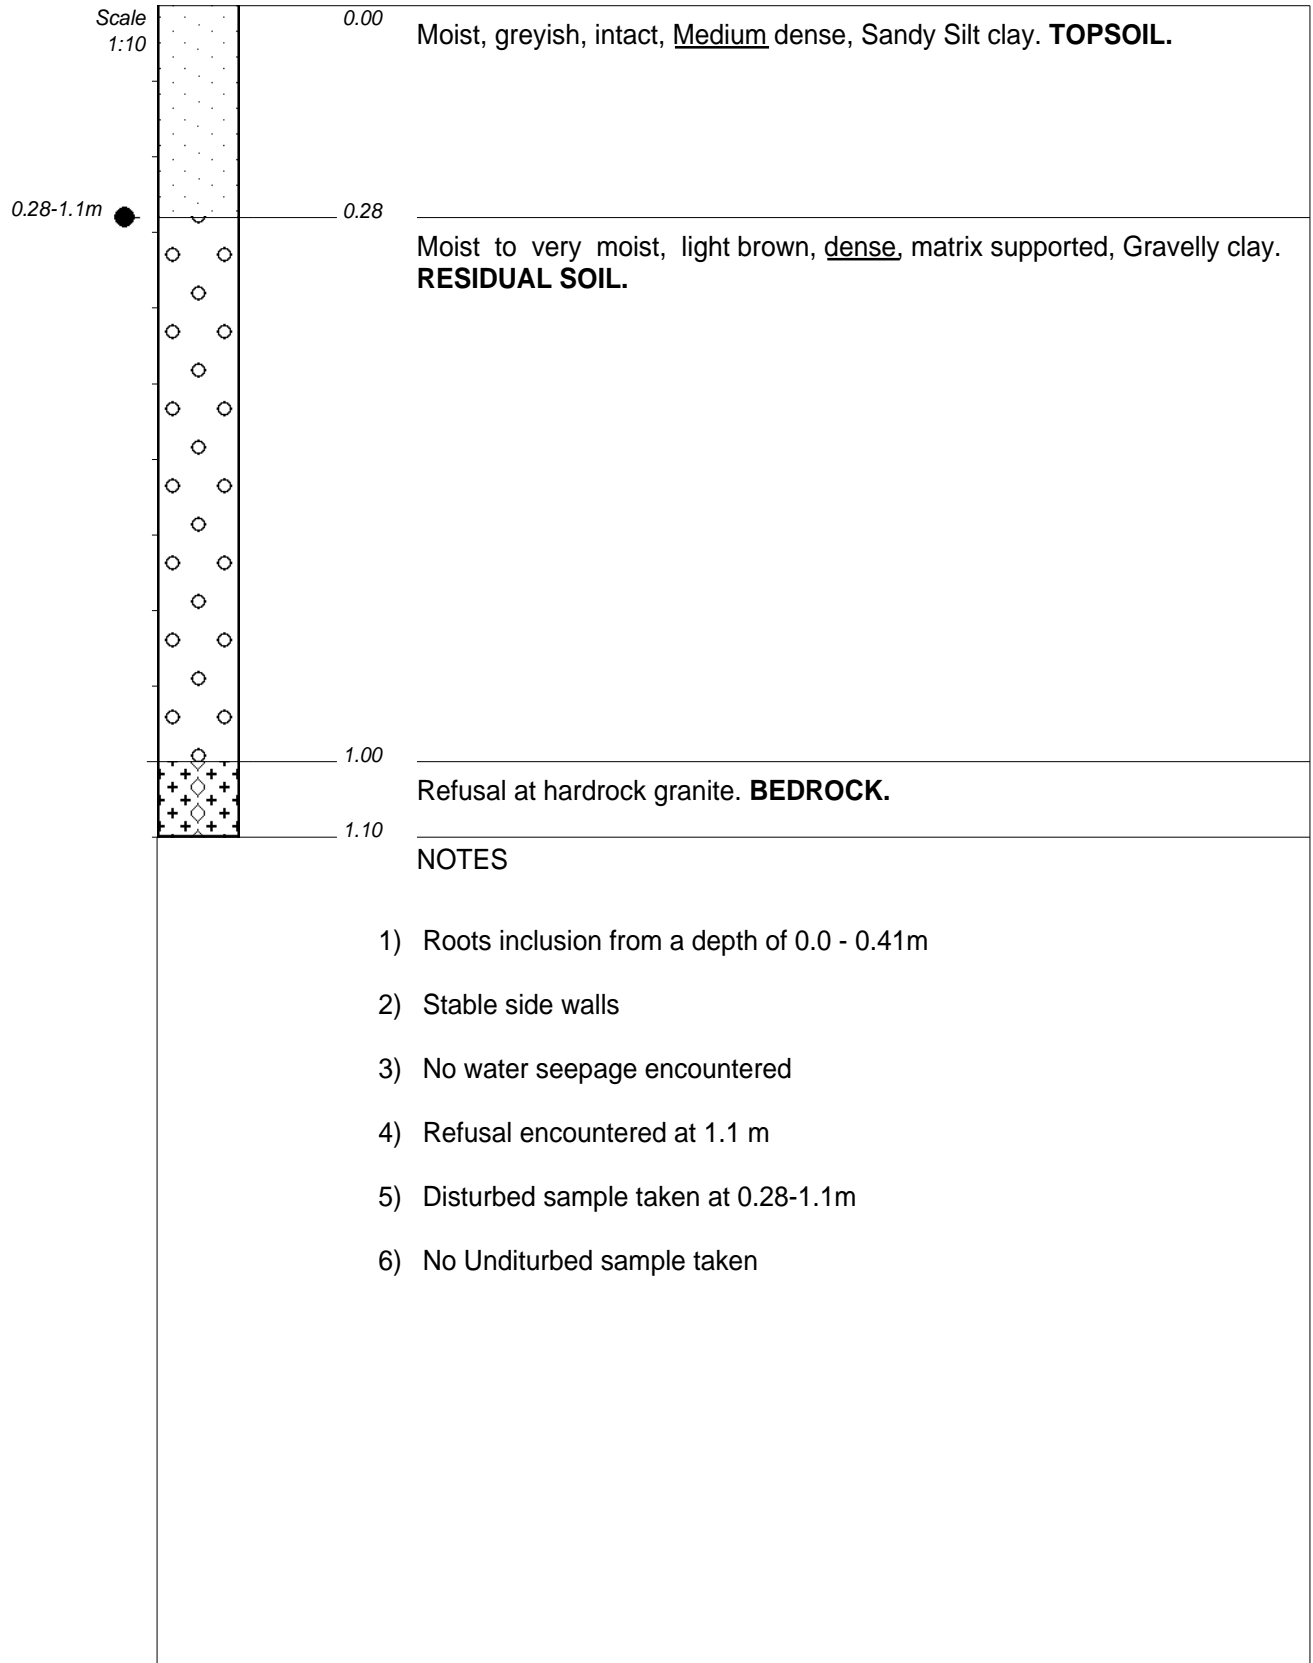 Scale
1:10
0.00
Moist, greyish, intact, Medium dense, Sandy Silt clay. TOPSOIL.
0.28-1.1m
0.28
Moist to very moist, light brown, dense, matrix supported, Gravelly clay.
RESIDUAL SOIL.
1.00
Refusal at hardrock granite. BEDROCK.
1.10
NOTES
1) Roots inclusion from a depth of 0.0 - 0.41m
2) Stable side walls
3) No water seepage encountered
4) Refusal encountered at 1.1 m
5) Disturbed sample taken at 0.28-1.1m
6) No Unditurbed sample taken